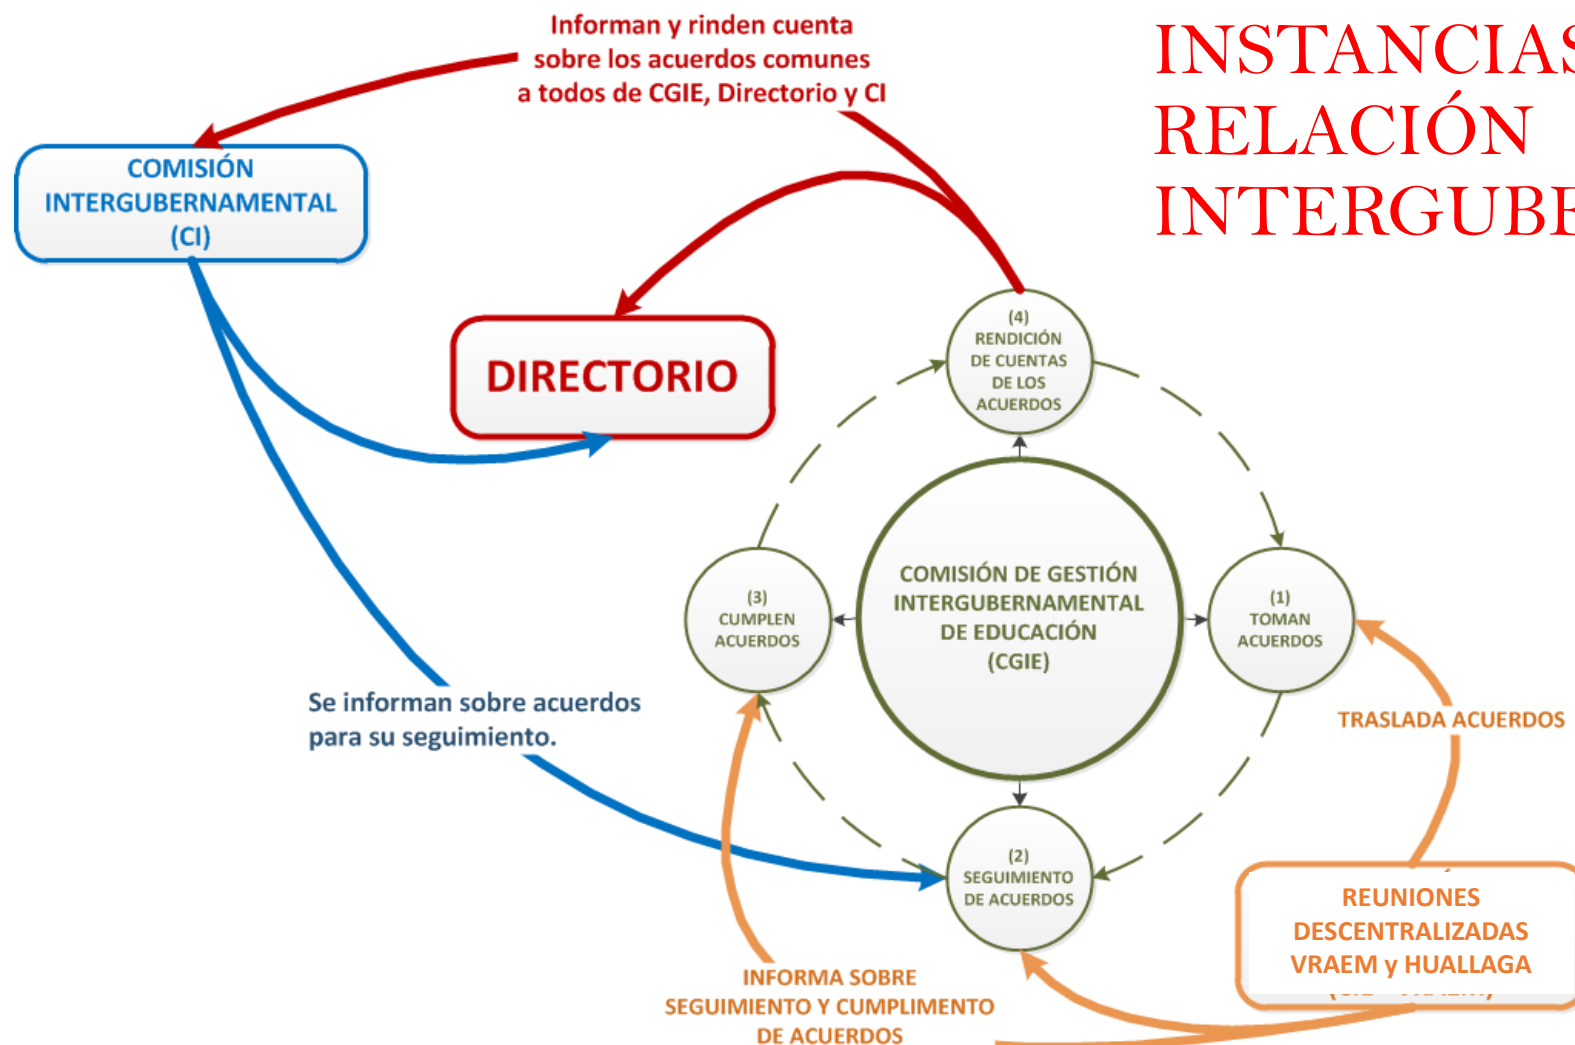 Informan y rinden cuenta
sobre los acuerdos comunes
a todos de CGIE, Directorio y CI
INSTANCIAS
RELACIÓN
INTERGUBE
COMISIÓN
INTERGUBERNAMENTAL
(CI)
DIRECTORIO
(4)
RENDICIÓN
DE CUENTAS
DE LOS
ACUERDOS
COMISIÓN DE GESTIÓN
INTERGUBERNAMENTAL
DE EDUCACIÓN
(CGIE)
(3)
CUMPLEN
ACUERDOS
(1)
TOMAN
ACUERDOS
Se informan sobre acuerdos
para su seguimiento.
TRASLADA ACUERDOS
(2)
SEGUIMIENTO
DE ACUERDOS
REUNIONES
DESCENTRALIZADAS
VRAEM y HUALLAGA
INFORMA SOBRE
SEGUIMIENTO Y CUMPLIMENTO
DE ACUERDOS